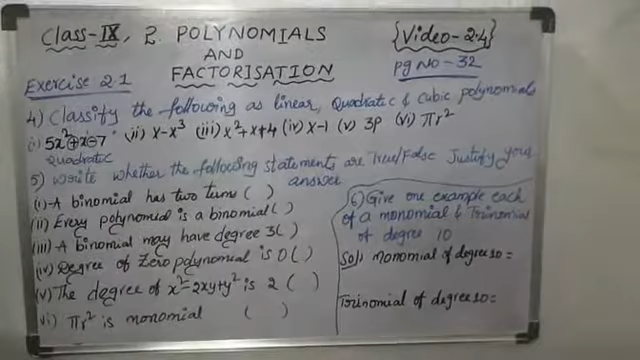 Class-IX, 2. POLYNOMIALS
AND
FACTORISATION
{Video-2.4}
pg no-32
Exercise 2.1
4) Classify the following as linear, Quadratic & Cubic polynomials
(i) 5x²+x-7 (ii) x-x³ (iii) x²+x+4 (iv) x-1 (v) 3p (vi) πr²
Quadratic
5) Write whether the following statements are True/False Justify your
answer
(i)-A binomial has two terms ( )
(ii) Every polynomial is a binomial ( )
(iii)-A binomial may have degree 3( )
(iv) Degree of Zero polynomial is 0( )
(v) The degree of x²-2xy+y² is 2 ( )
vi) πr² is monomial ( )
6) Give one example each
of a monomial & Trinomial
of degree 10
Sol) monomial of degree 10 =
Trinomial of degree 10=